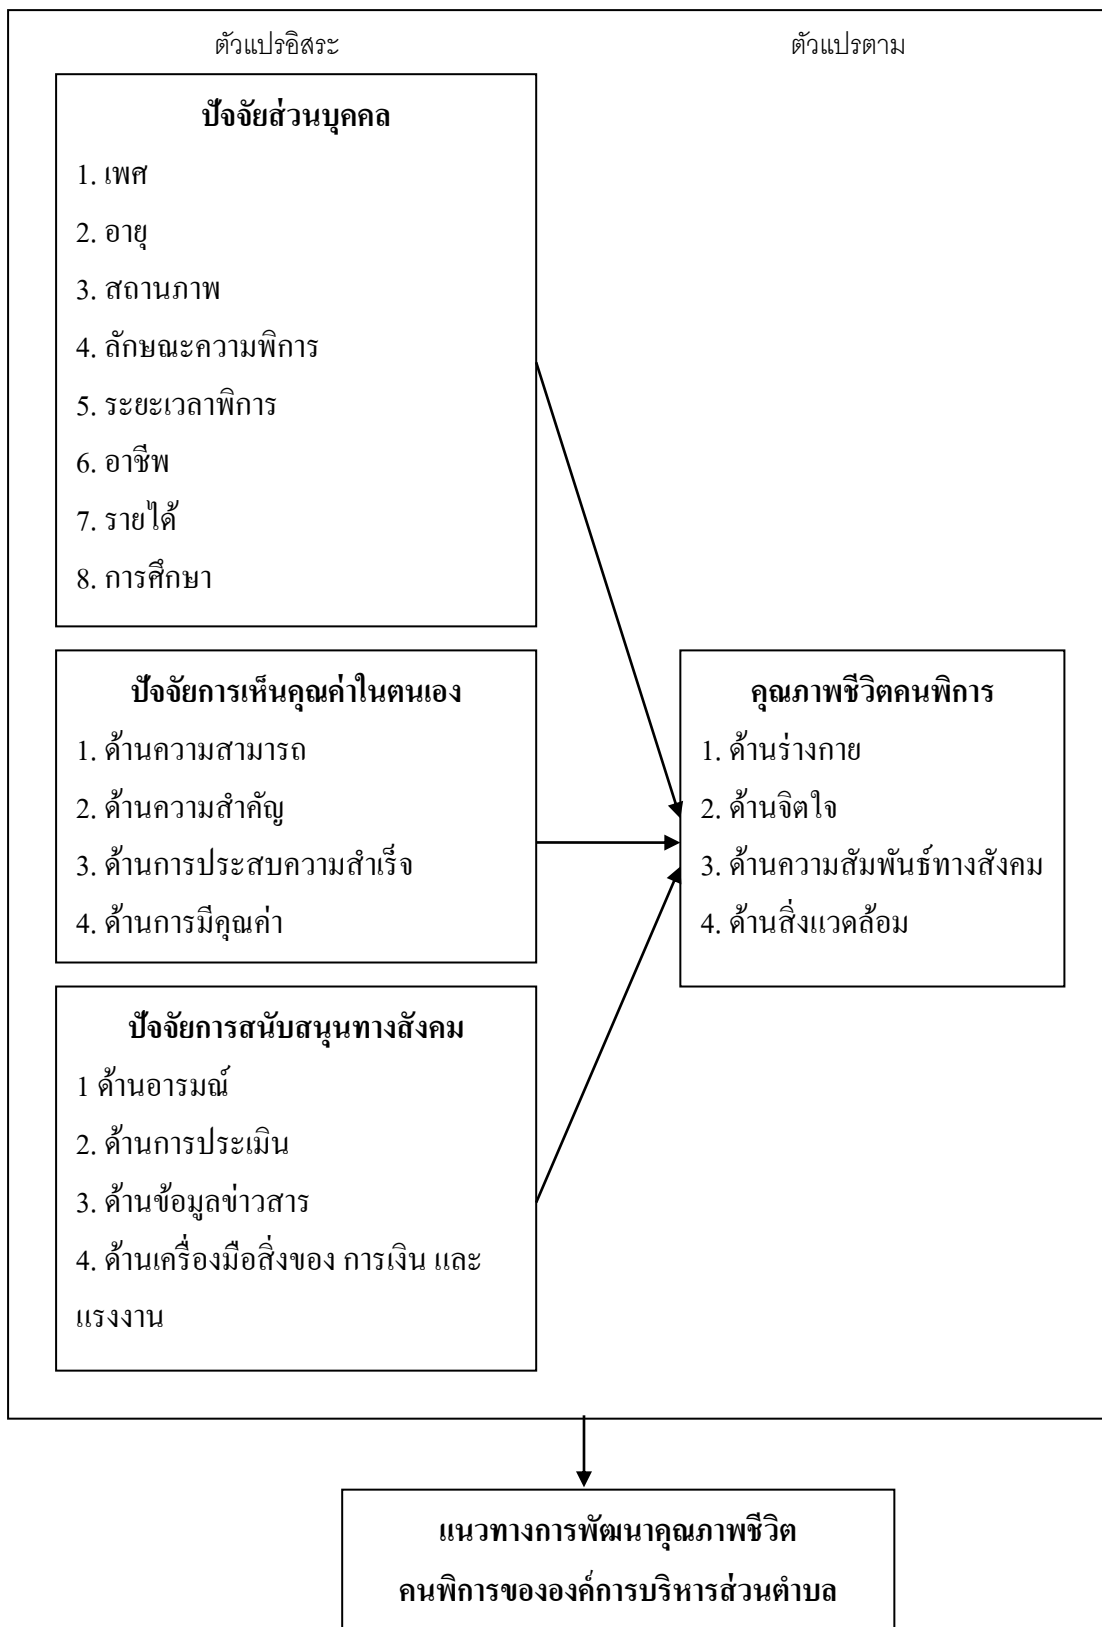 ตัวแปรอิสระ
ตัวแปรตาม
ปัจจัยส่วนบุคคล
1. เพศ
2. อายุ
3. สถานภาพ
4. ลักษณะความพิการ
5. ระยะเวลาพิการ
6. อาชีพ
7. รายได้
8. การศึกษา
ปัจจัยการเห็นคุณค่าในตนเอง
1. ด้านความสามารถ
2. ด้านความสำคัญ
3. ด้านการประสบความสำเร็จ
4. ด้านการมีคุณค่า
ปัจจัยการสนับสนุนทางสังคม
1 ด้านอารมณ์
2. ด้านการประเมิน
3. ด้านข้อมูลข่าวสาร
4. ด้านเครื่องมือสิ่งของ การเงิน และ
แรงงาน
คุณภาพชีวิตคนพิการ
1. ด้านร่างกาย
2. ด้านจิตใจ
3. ด้านความสัมพันธ์ทางสังคม
4. ด้านสิ่งแวดล้อม
แนวทางการพัฒนาคุณภาพชีวิต
คนพิการขององค์การบริหารส่วนตำบล